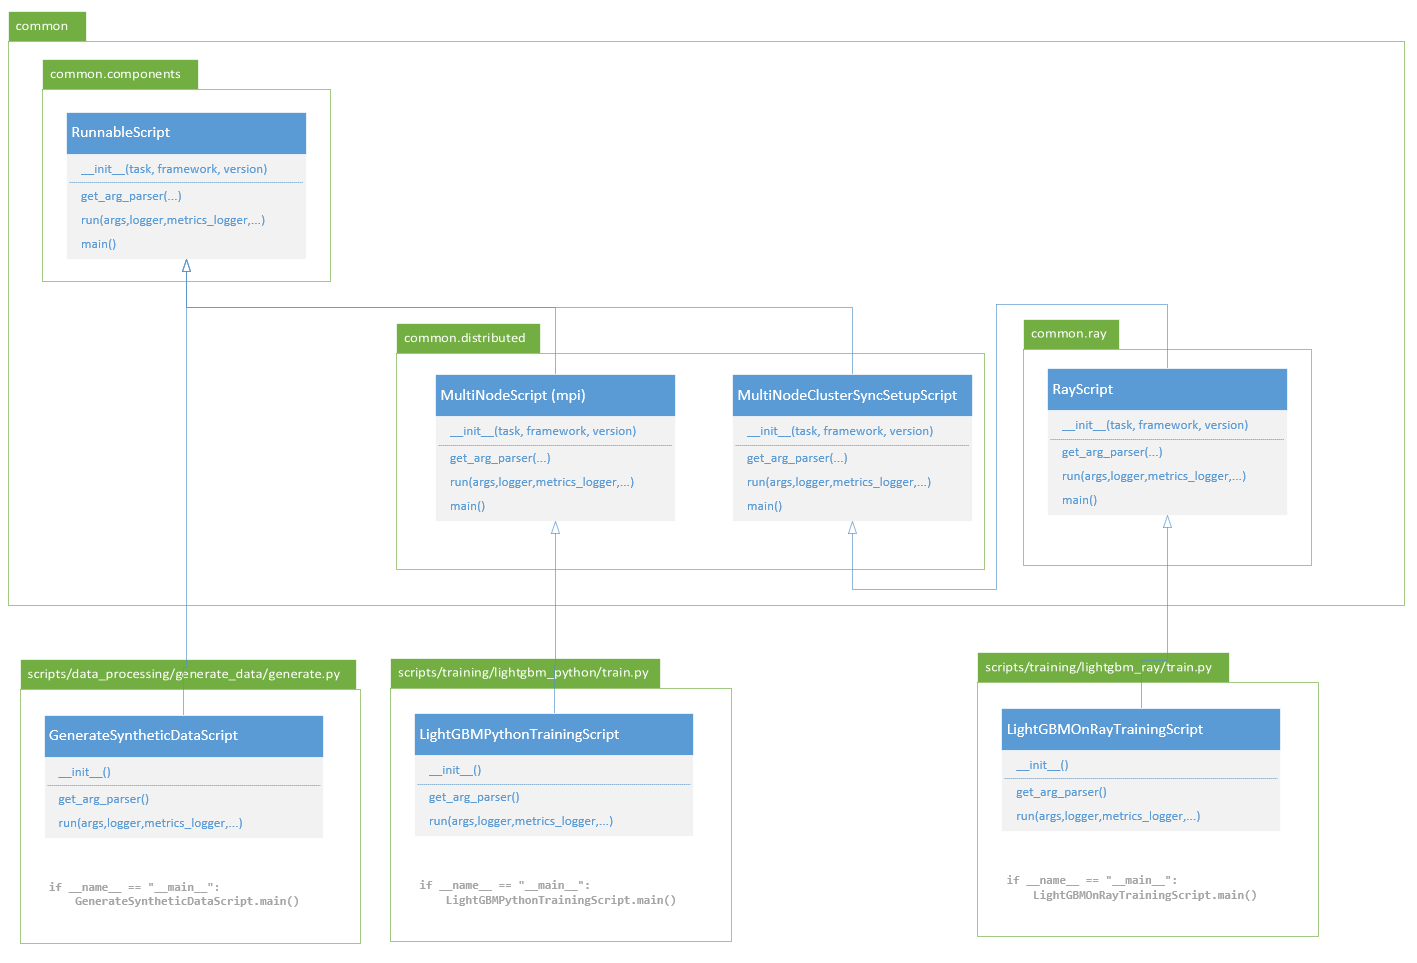 common
common.components
RunnableScript
__init__(task, framework, version)
get_arg_parser(...)
run(args,logger,metrics_logger,...)
main()
common.distributed
MultiNodeScript (mpi)
__init__(task, framework, version)
get_arg_parser(...)
run(args,logger,metrics_logger,...)
main()
MultiNodeClusterSyncSetupScript
__init__(task, framework, version)
get_arg_parser(...)
run(args,logger,metrics_logger,...)
main()
common.ray
RayScript
__init__(task, framework, version)
get_arg_parser(...)
run(args,logger,metrics_logger,...)
main()
scripts/data_processing/generate_data/generate.py
GenerateSyntheticDataScript
__init__()
get_arg_parser()
run(args,logger,metrics_logger,...)
if __name__ == "__main__":
GenerateSyntheticDataScript.main()
scripts/training/lightgbm_python/train.py
LightGBMPythonTrainingScript
__init__()
get_arg_parser()
run(args,logger,metrics_logger,...)
if __name__ == "__main__":
LightGBMPythonTrainingScript.main()
scripts/training/lightgbm_ray/train.py
LightGBMOnRayTrainingScript
__init__()
get_arg_parser()
run(args,logger,metrics_logger,...)
if __name__ == "__main__":
LightGBMOnRayTrainingScript.main()